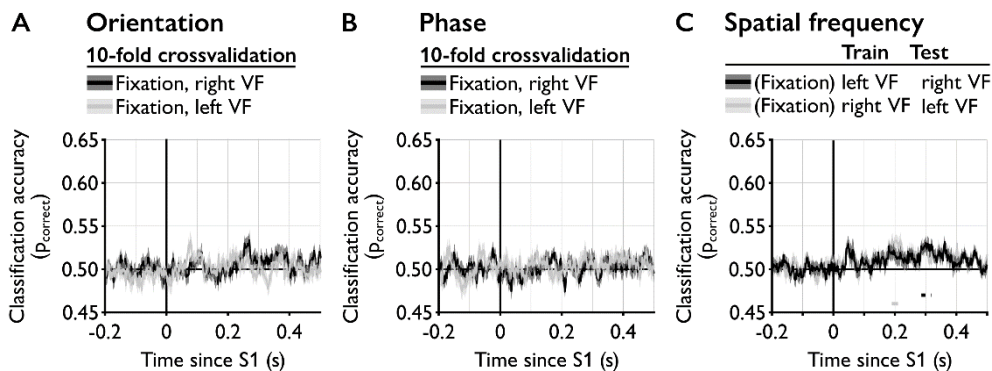 A Orientation
10-fold crossvalidation
Fixation, right VF
Fixation, left VF
Classification accuracy
(pcorrect)
0.65
0.60
0.55
0.50
0.45
-0.2 0 0.2 0.4
Time since S1 (s)
B Phase
10-fold crossvalidation
Fixation, right VF
Fixation, left VF
Classification accuracy
(pcorrect)
0.65
0.60
0.55
0.50
0.45
-0.2 0 0.2 0.4
Time since S1 (s)
C Spatial frequency
Train Test
(Fixation) left VF right VF
(Fixation) right VF left VF
Classification accuracy
(pcorrect)
0.65
0.60
0.55
0.50
0.45
-0.2 0 0.2 0.4
Time since S1 (s)